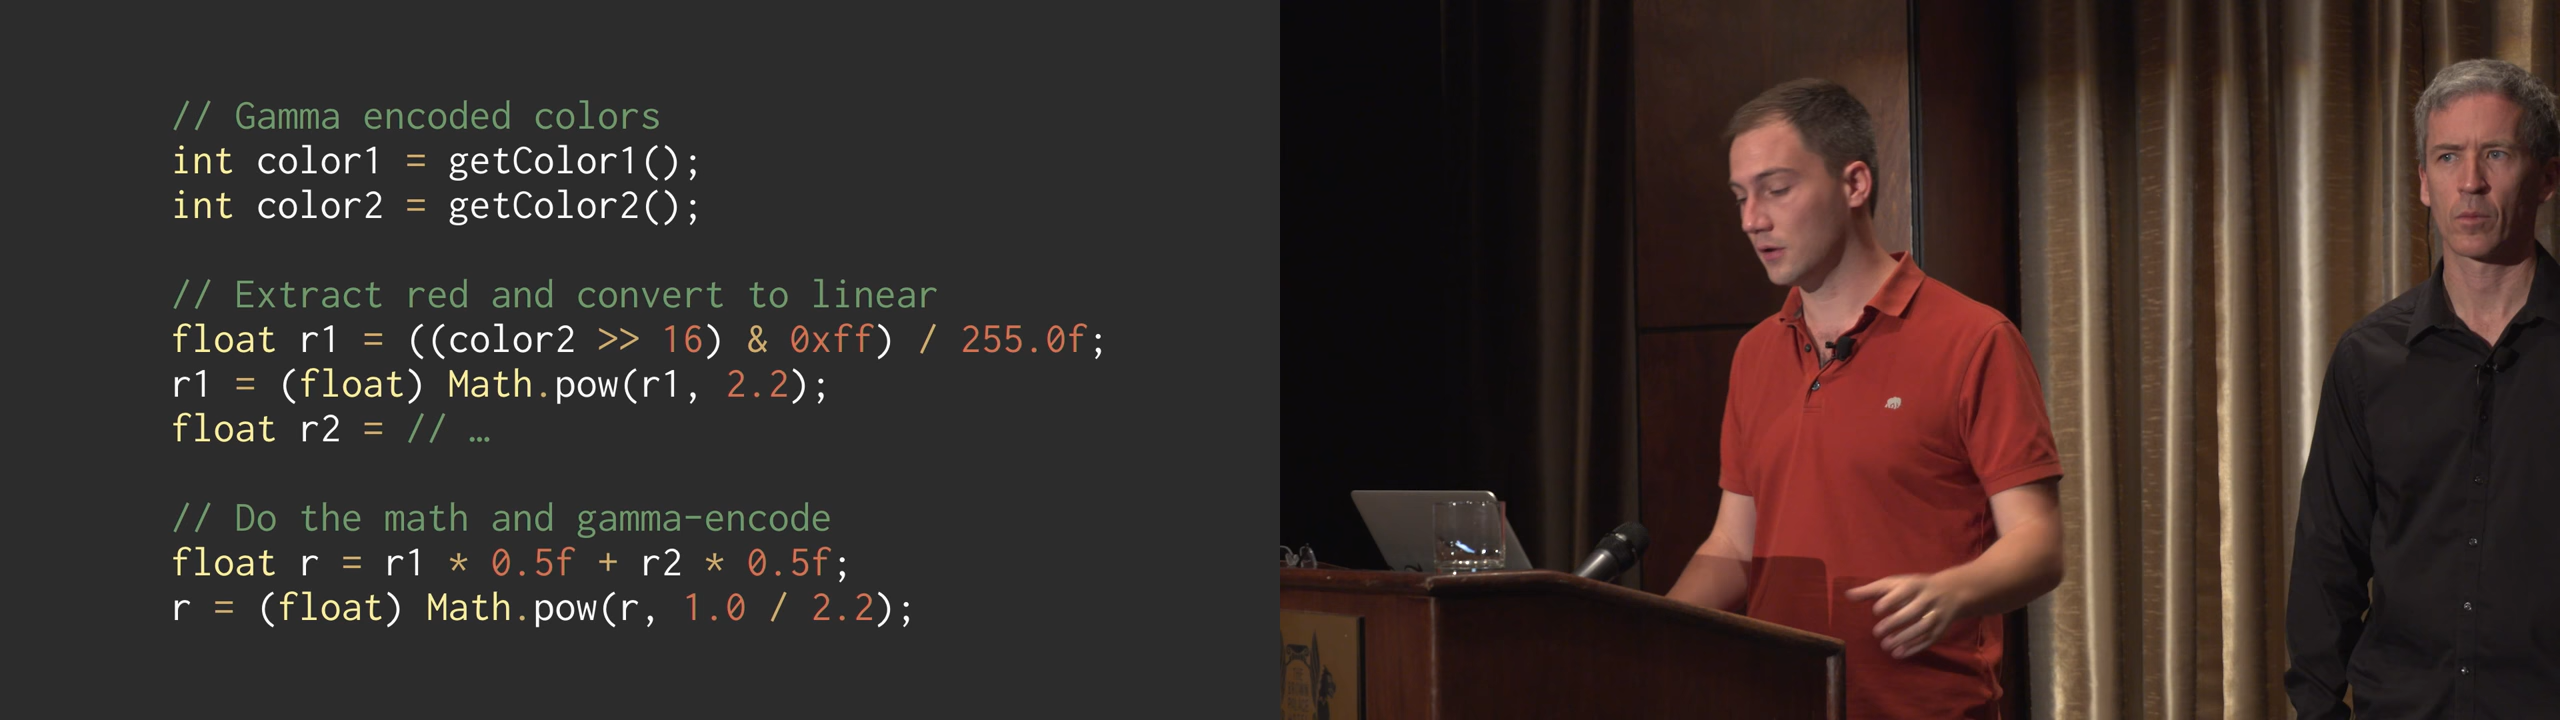 // Gamma encoded colors
int color1 = getColor1();
int color2 = getColor2();
// Extract red and convert to linear
float r1 = ((color2 >> 16) & 0xff) / 255.0f;
r1 = (float) Math.pow(r1, 2.2);
float r2 = // …
// Do the math and gamma-encode
float r = r1 * 0.5f + r2 * 0.5f;
r = (float) Math.pow(r, 1.0 / 2.2);